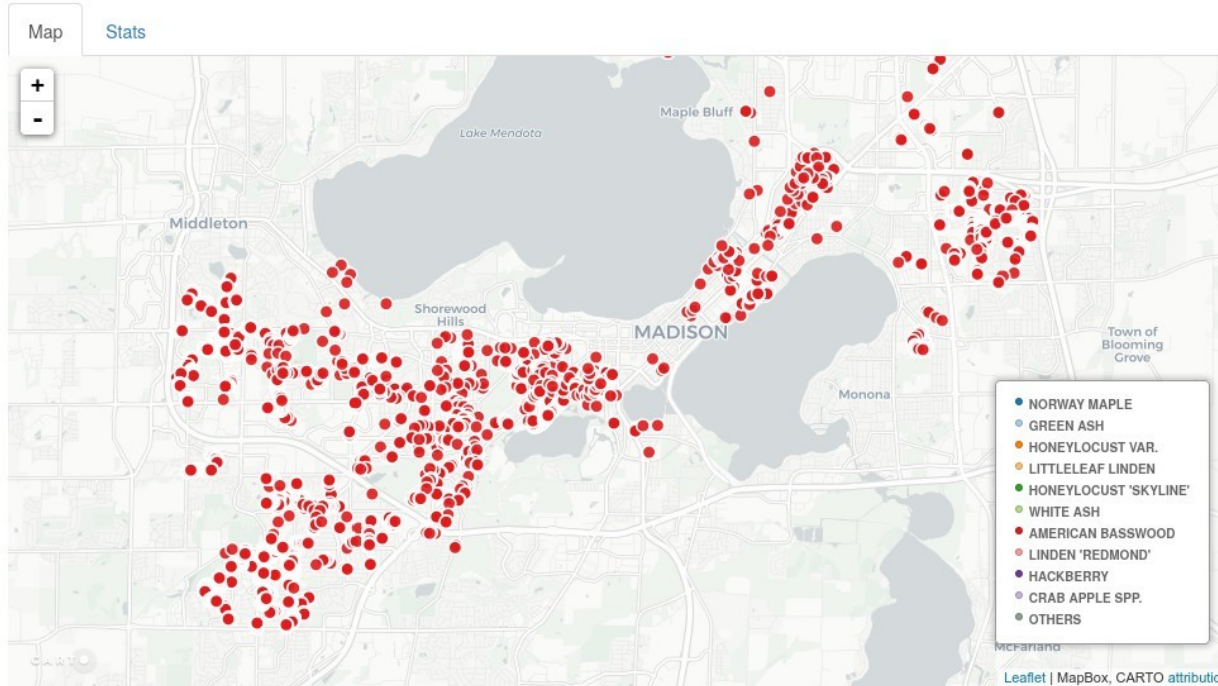 Map
Stats
+
-
Maple Bluff
Lake Mendota
Middleton
Shorewood
Hills
MADISON
Town of
Blooming
Grove
Monona
NORWAY MAPLE
GREEN ASH
HONEYLOCUST VAR.
LITTLELEAF LINDEN
HONEYLOCUST 'SKYLINE'
WHITE ASH
AMERICAN BASSWOOD
LINDEN 'REDMOND'
HACKBERRY
CRAB APPLE SPP.
OTHERS
McFarland
CARTO
Leaflet | MapBox, CARTO attributio